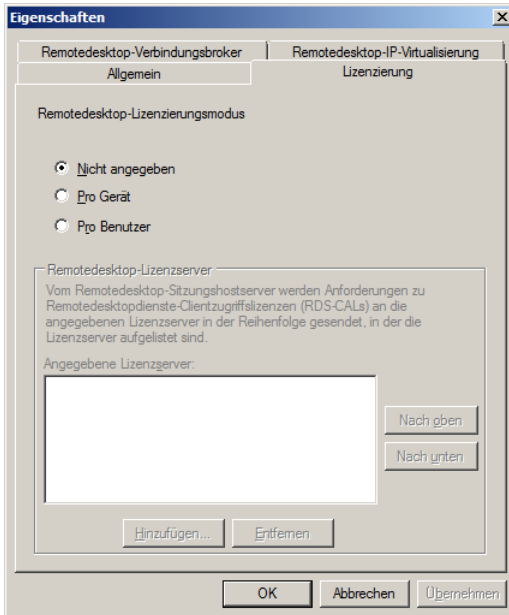 Eigenschaften
Remotedesktop-Verbindungsbroker
Remotedesktop-IP-Virtualisierung
Allgemein
Lizenzierung
Remotedesktop-Lizenzierungsmodus
Nicht angegeben
Pro Gerät
Pro Benutzer
Remotedesktop-Lizenzserver
Vom Remotedesktop-Sitzungshostserver werden Anforderungen zu
Remotedesktopdienste-Clientzugriffslizenzen (RDS-CALs) an die
angegebenen Lizenzserver in der Reihenfolge gesendet, in der die
Lizenzserver aufgelistet sind.
Angegebene Lizenzserver:
Nach oben
Nach unten
Hinzufügen...
Entfernen
OK
Abbrechen
Übernehmen